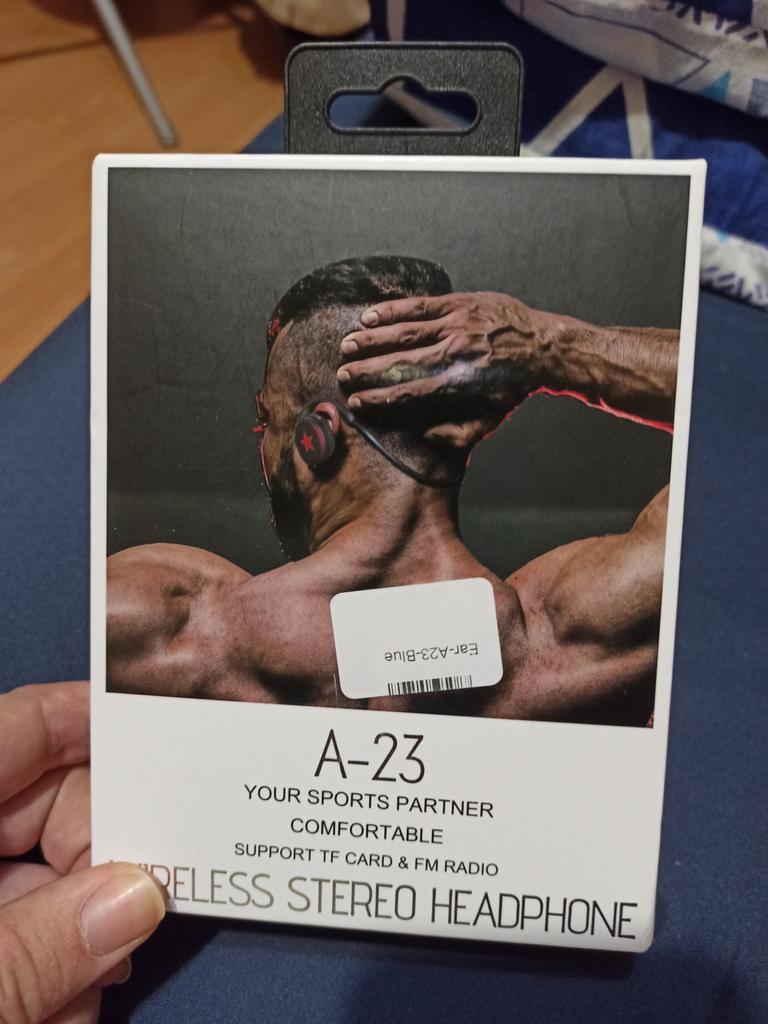 Ear-A23-Blue
A-23
YOUR SPORTS PARTNER
COMFORTABLE
SUPPORT TF CARD & FM RADIO
STEREO HEADPHONE